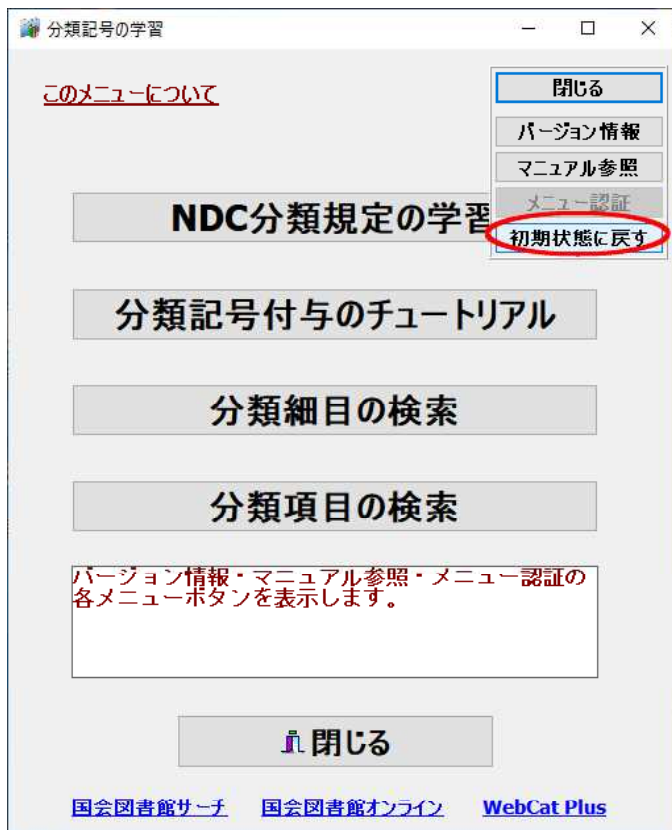 分類記号の学習
このメニューについて
閉じる
バージョン情報
マニュアル参照
メニュー認証
初期状態に戻す
NDC分類規定の学習
分類記号付与のチュートリアル
分類細目の検索
分類項目の検索
バージョン情報・マニュアル参照・メニュー認証の
各メニューボタンを表示します。
閉じる
国会図書館サーチ 国会図書館オンライン WebCat Plus